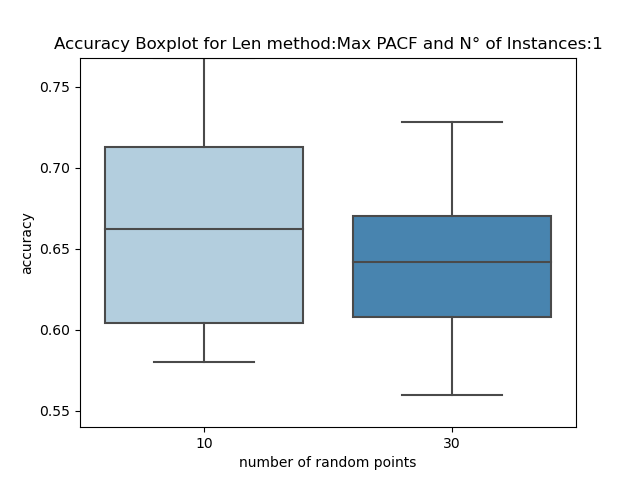 Accuracy Boxplot for Len method:Max PACF and N° of Instances:1
0.75
0.70
0.65
0.60
0.55
accuracy
10
30
number of random points